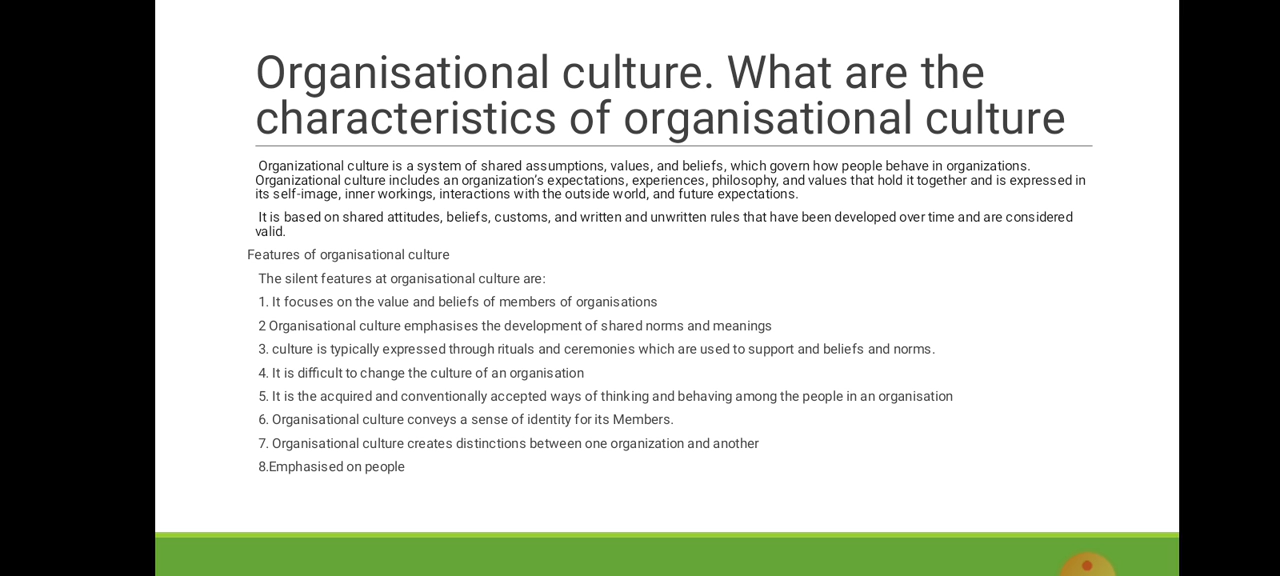 Organisational culture. What are the
characteristics of organisational culture
Organizational culture is a system of shared assumptions, values, and beliefs, which govern how people behave in organizations.
Organizational culture includes an organization's expectations, experiences, philosophy, and values that hold it together and is expressed in
its self-image, inner workings, interactions with the outside world, and future expectations.
It is based on shared attitudes, beliefs, customs, and written and unwritten rules that have been developed over time and are considered
valid.
Features of organisational culture
The silent features at organisational culture are:
1. It focuses on the value and beliefs of members of organisations
2 Organisational culture emphasises the development of shared norms and meanings
3. culture is typically expressed through rituals and ceremonies which are used to support and beliefs and norms.
4. It is difficult to change the culture of an organisation
5. It is the acquired and conventionally accepted ways of thinking and behaving among the people in an organisation
6. Organisational culture conveys a sense of identity for its Members.
7. Organisational culture creates distinctions between one organization and another
8.Emphasised on people